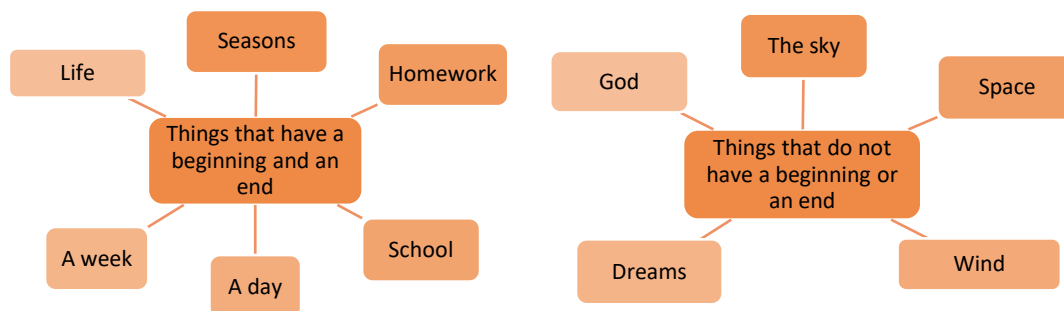 Seasons
Life
Homework
Things that have a
beginning and an
end
A week
A day
School
The sky
God
Space
Things that do not
have a beginning or
an end
Dreams
Wind